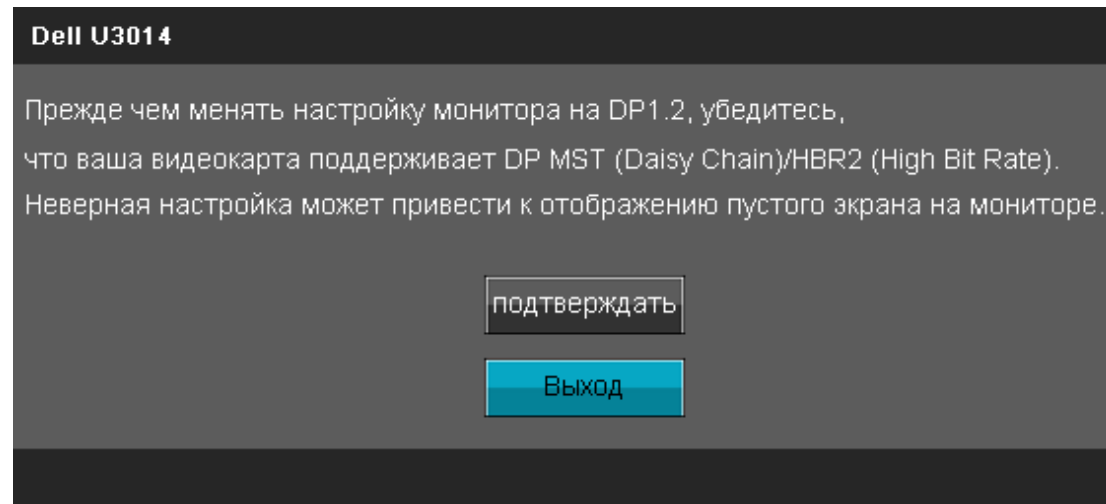 Dell U3014
Прежде чем менять настройку монитора на DP1.2, убедитесь,
что ваша видеокарта поддерживает DP MST (Daisy Chain)/HBR2 (High Bit Rate).
Неверная настройка может привести к отображению пустого экрана на мониторе.
подтверждать
Выход